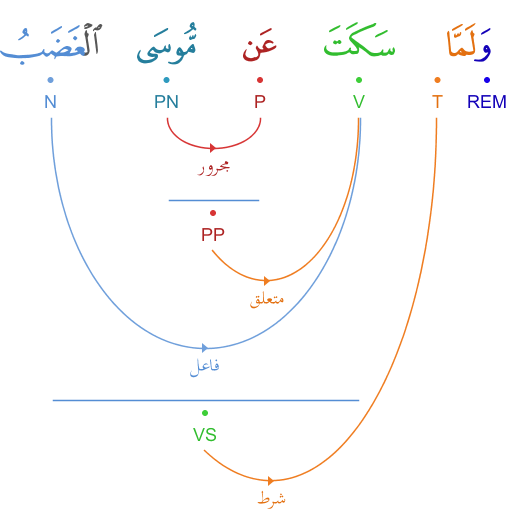 وَلَمَّا سَكَتَ عَن مُّوسَى ٱلْغَضَبُ
REM T V P PN N
مجرور
PP
متعلق
فاعل
VS
شرط